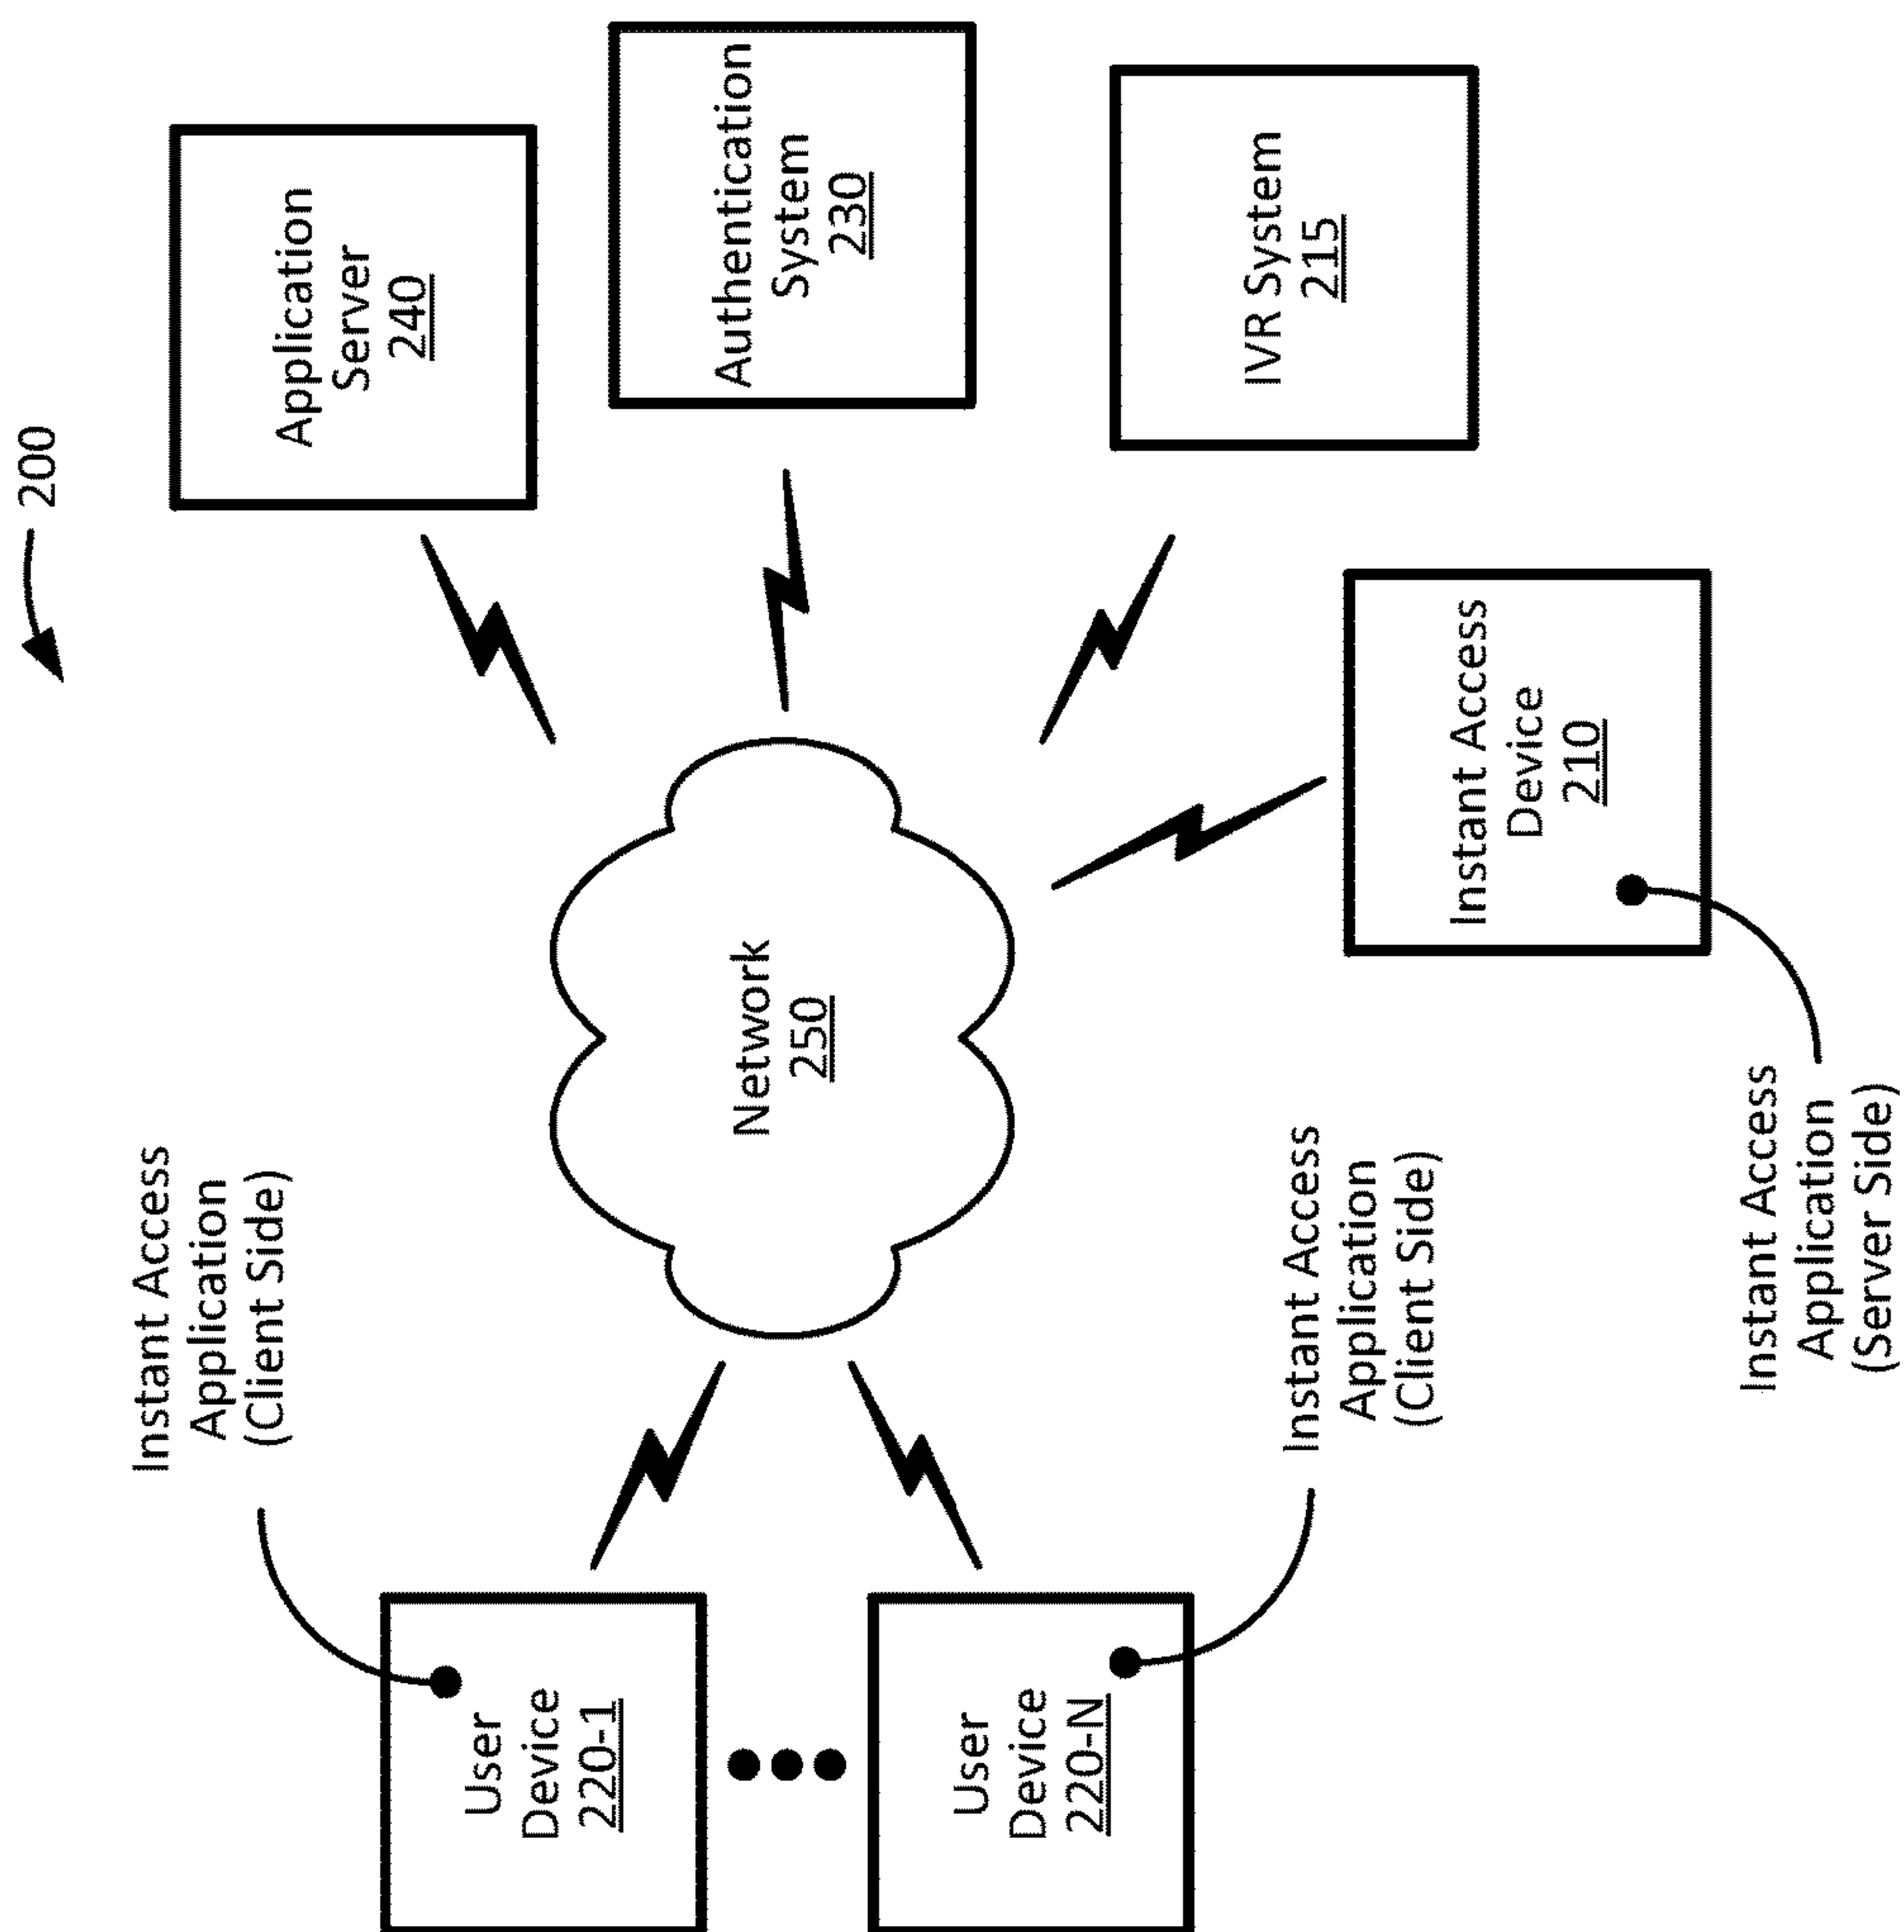 200
Instant Access
Application
(Client Side)
User
Device
220-1
User
Device
220-N
Instant Access
Application
(Client Side)
Network
250
Application
Server
240
Authentication
System
230
IVR System
215
Instant Access
Device
210
Instant Access
Application
(Server Side)